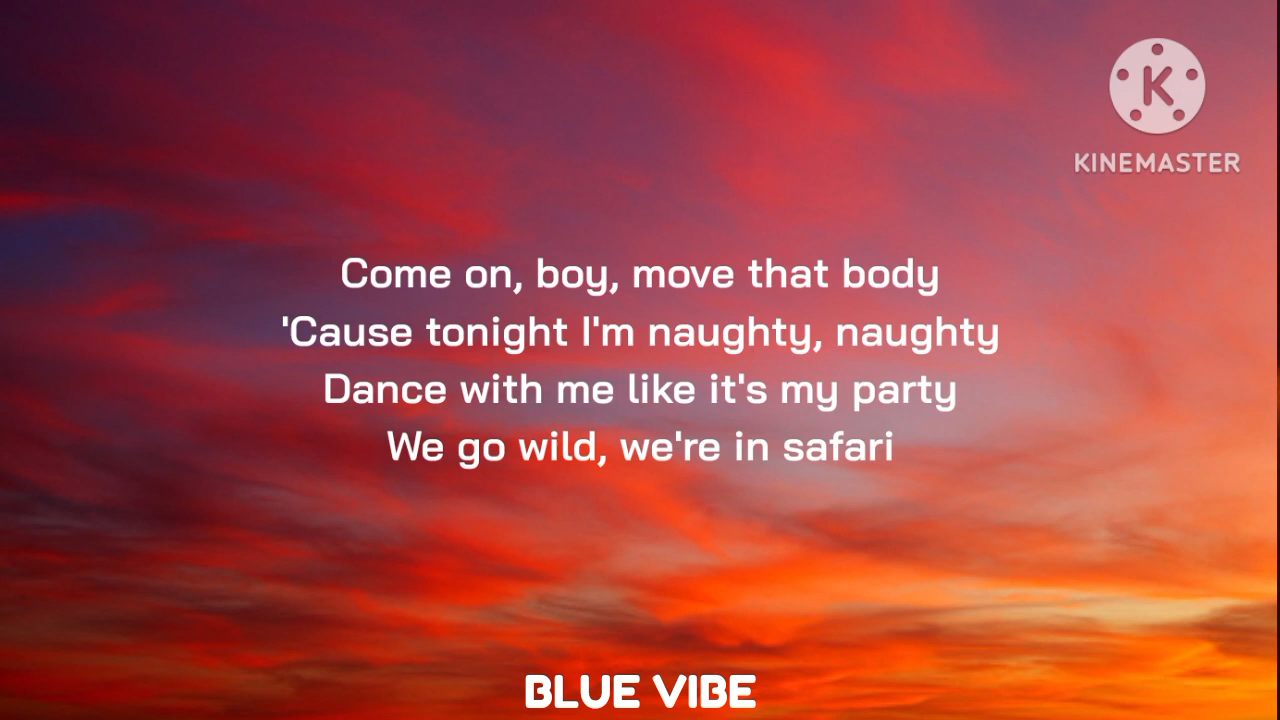 K
KINEMASTER
Come on, boy, move that body
'Cause tonight I'm naughty, naughty
Dance with me like it's my party
We go wild, we're in safari
BLUE VIBE